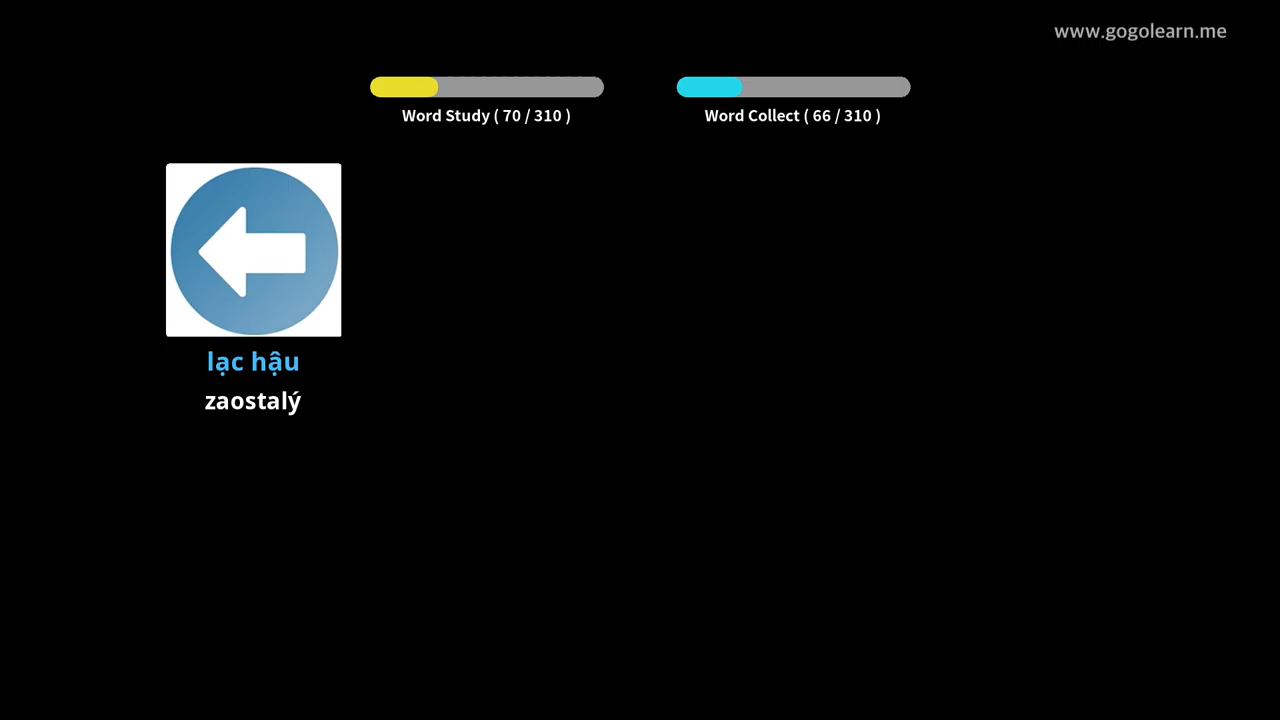 www.gogolearn.me
Word Study ( 70 / 310 )
Word Collect ( 66 / 310 )
lạc hậu
zaostalý